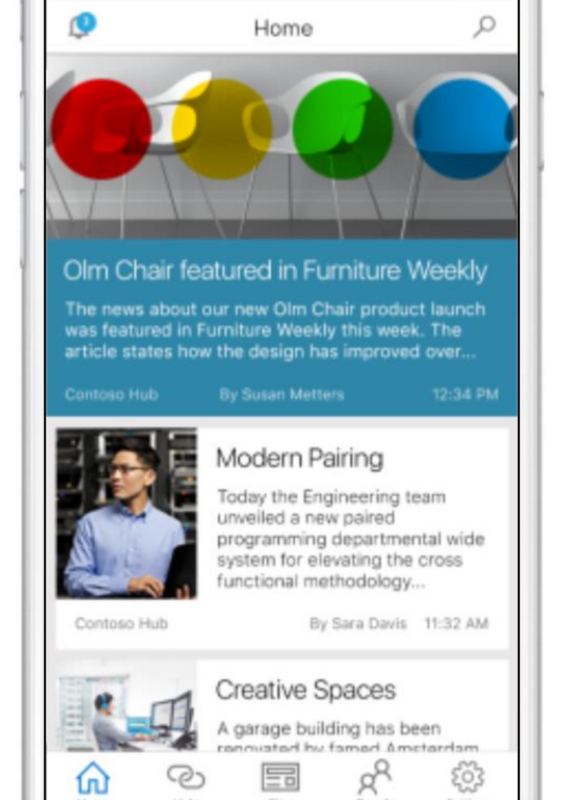 Home
Olm Chair featured in Furniture Weekly
The news about our new Olm Chair product launch
was featured in Furniture Weekly this week. The
article states how the design has improved over...
Contoso Hub By Susan Metters 12:34 PM
Modern Pairing
Today the Engineering team
unveiled a new paired
programming departmental wide
system for elevating the cross
functional methodology...
Contoso Hub By Sara Davis 11:32 AM
Creative Spaces
A garage building has been
renovated by famed Amsterdam